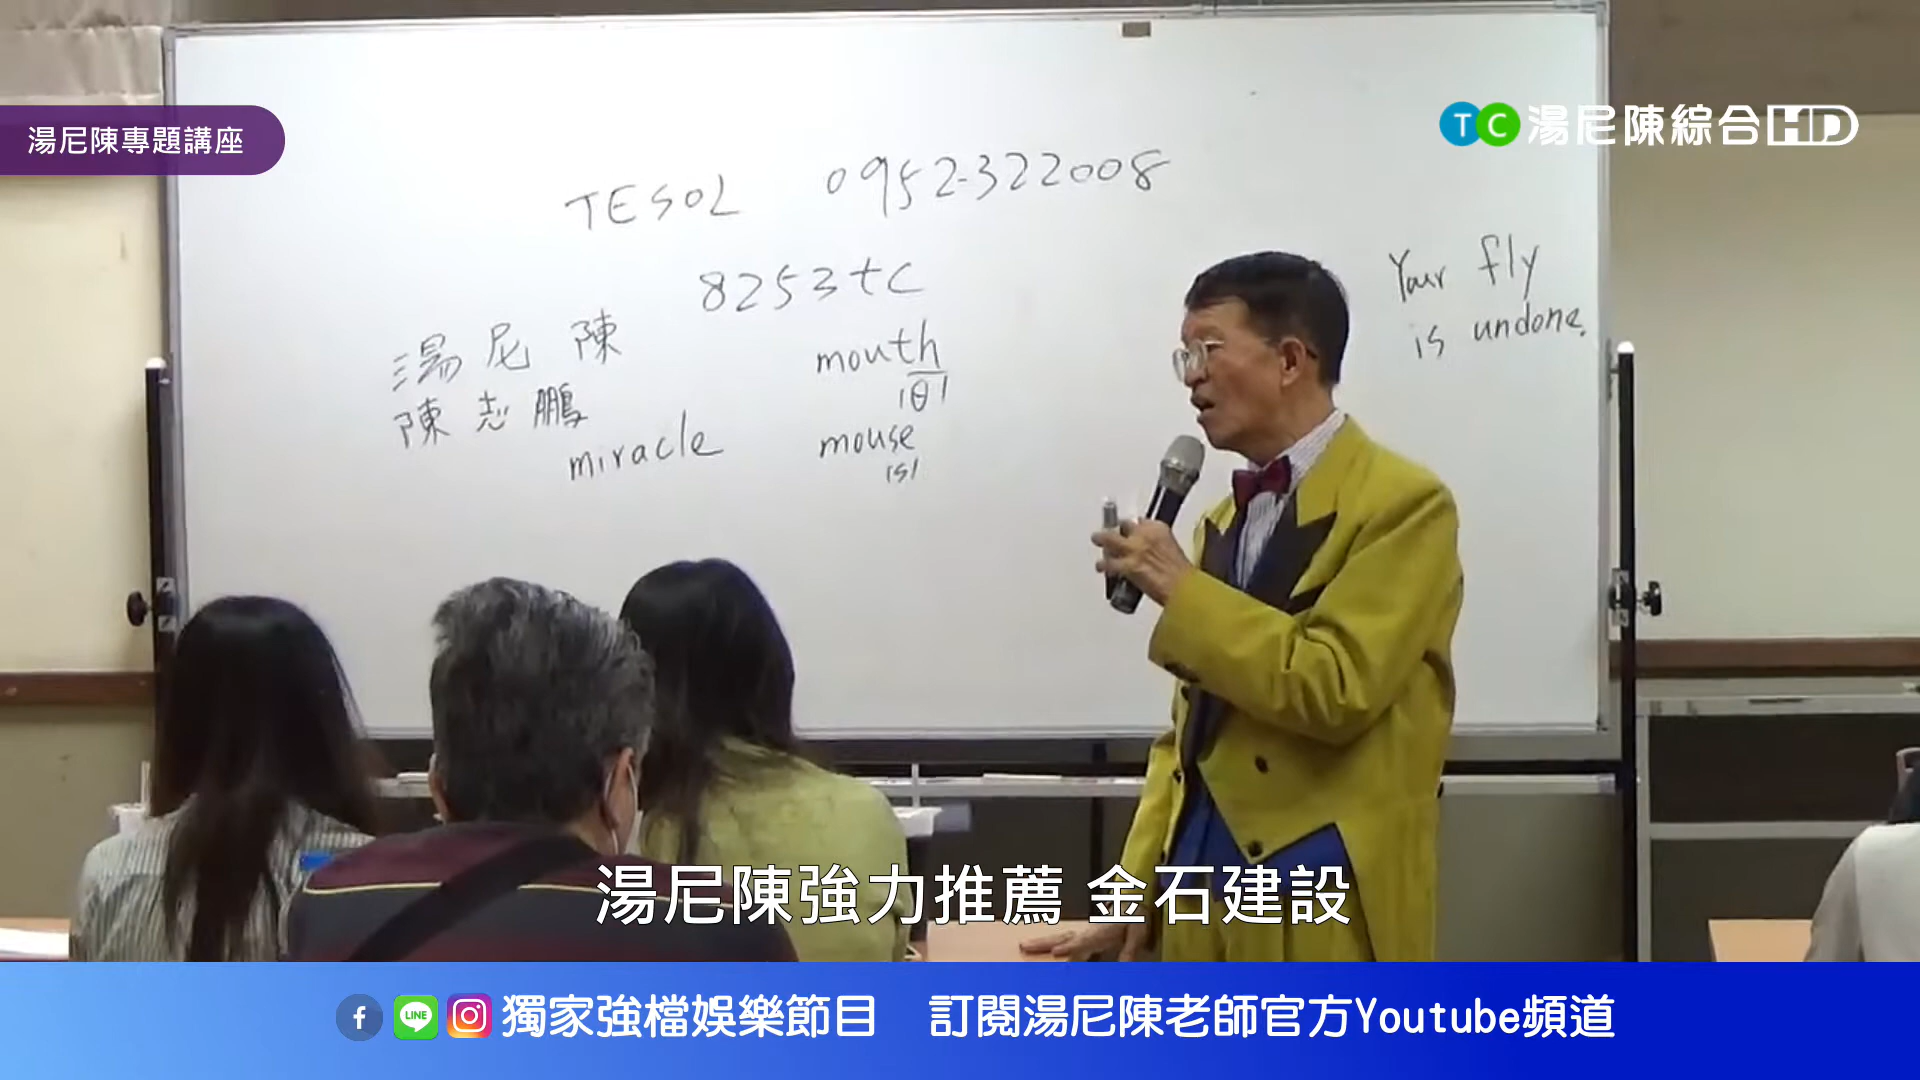 湯尼陳專題講座
TC 湯尼陳綜合HD
TESOL 0952-322008
8253tc
湯尼陳
陳志鵬
miracle
mouth
/θ/
mouse
/s/
Your fly
is undone.
湯尼陳強力推薦 金石建設
f LINE 獨家強檔娛樂節目 訂閱湯尼陳老師官方Youtube頻道